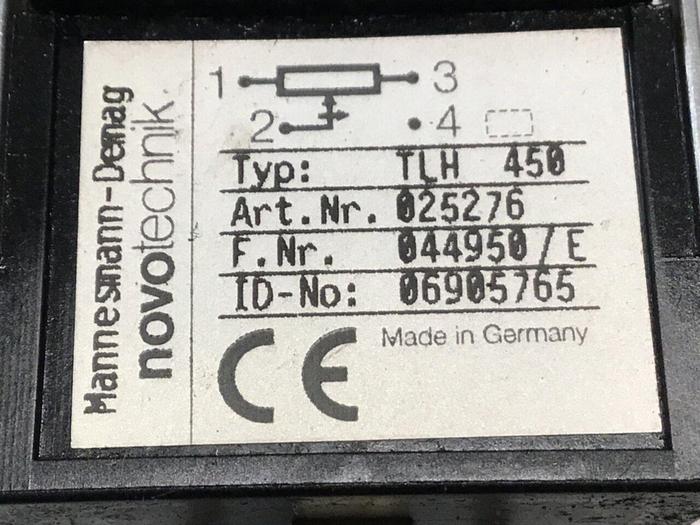 Mannesmann-Demag
novotechnik
1 3
2 4
Typ: TLH 450
Art.Nr. 025276
F.Nr. 044950/E
ID-No: 06905765
CE Made in Germany